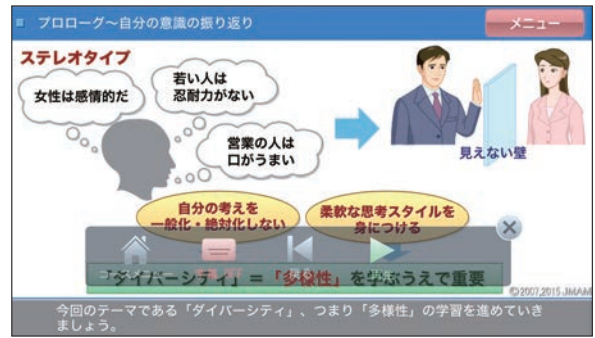 プロローグ～自分の意識の振り返り
メニュー
ステレオタイプ
女性は感情的だ
若い人は
忍耐力がない
営業の人は
口がうまい
見えない壁
自分の考えを
一般化・絶対化しない
柔軟な思考スタイルを
身につける
「ダイバーシティ」＝「多様性」を学ぶうえで重要
©2007,2015 JMAM
今回のテーマである「ダイバーシティ」、つまり「多様性」の学習を進めていき
ましょう。